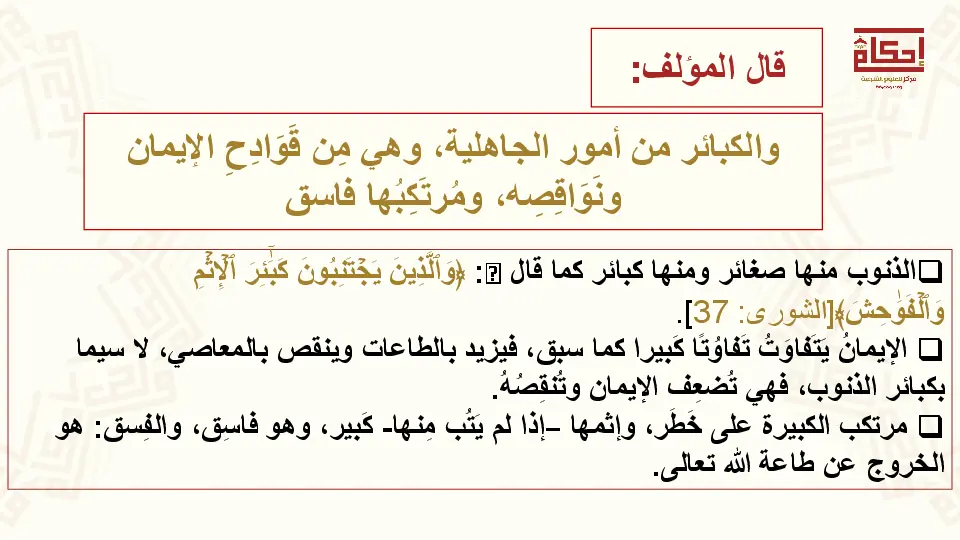 إحكام
مركز للعلوم الشرعية
قال المؤلف:
والكبائر من أمور الجاهلية، وهي مِن قَوَادِحِ الإيمان
ونَوَاقِصِه، ومُرتَكِبُها فاسق
❑الذنوب منها صغائر ومنها كبائر كما قال : ﴿وَٱلَّذِينَ يَجۡتَنِبُونَ كَبَٰٓئِرَ ٱلۡإِثۡمِ
وَٱلۡفَوَٰحِشَ﴾[الشورى: 37].
❑ الإيمانُ يَتَفاوَتُ تَفاوُتًا كَبيرا كما سبق، فيزيد بالطاعات وينقص بالمعاصي، لا سيما
بكبائر الذنوب، فهي تُضعِف الإيمان وتُنقِصُهُ.
❑ مرتكب الكبيرة على خَطَر، وإثمها –إذا لم يَتُب مِنها- كَبير، وهو فاسِق، والفِسق: هو
الخروج عن طاعة الله تعالى.